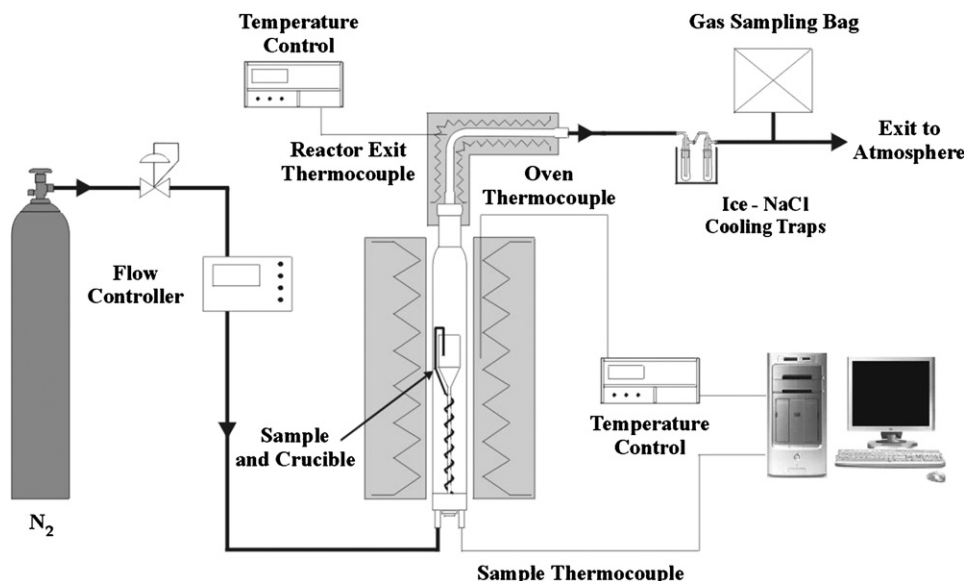 Temperature
Control
Gas Sampling Bag
Reactor Exit
Thermocouple
Oven
Thermocouple
Exit to
Atmosphere
Ice - NaCl
Cooling Traps
Flow
Controller
Sample
and Crucible
Temperature
Control
N₂
Sample Thermocouple